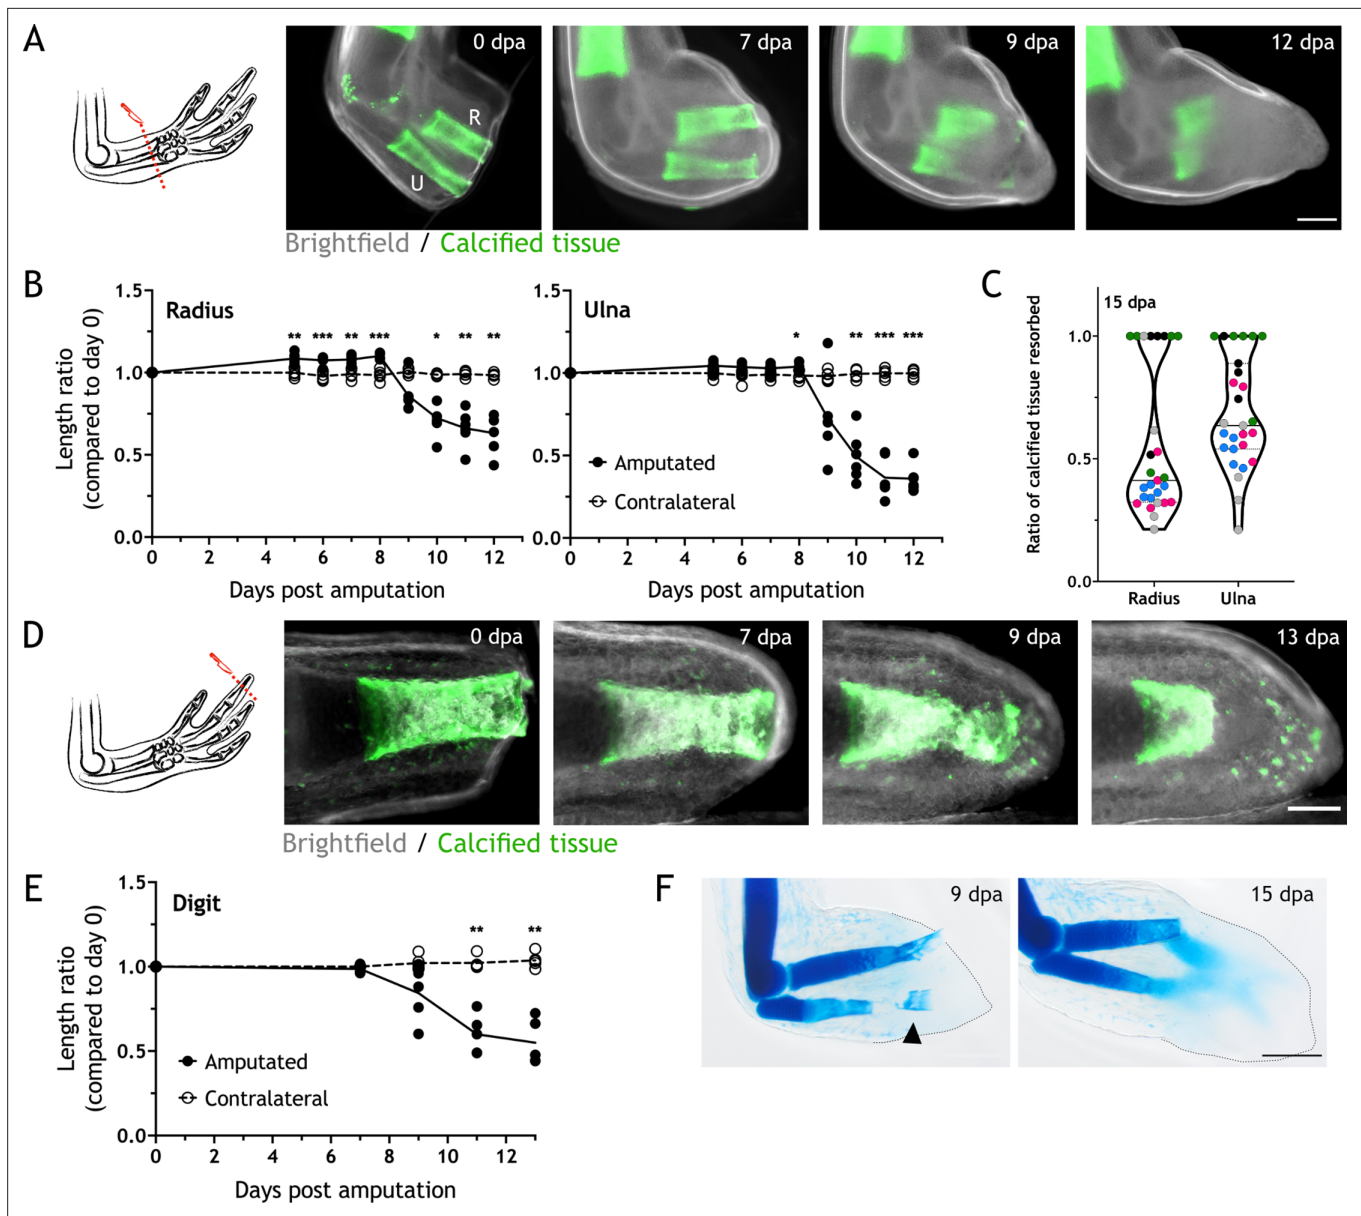 A
0 dpa
7 dpa
9 dpa
12 dpa
R
U
Brightfield / Calcified tissue
B
Length ratio
(compared to day 0)
1.5
1.0
0.5
0.0
Radius
** *** ** *** * ** **
Amputated
Contralateral
0 2 4 6 8 10 12
Days post amputation
1.5
1.0
0.5
0.0
Ulna
* ** *** ***
0 2 4 6 8 10 12
Days post amputation
C
Ratio of calcified tissue resorbed
15 dpa
1.0
0.5
0.0
Radius Ulna
D
0 dpa
7 dpa
9 dpa
13 dpa
Brightfield / Calcified tissue
E
Length ratio
(compared to day 0)
1.5
1.0
0.5
0.0
Digit
** **
Amputated
Contralateral
0 2 4 6 8 10 12
Days post amputation
F
9 dpa
15 dpa